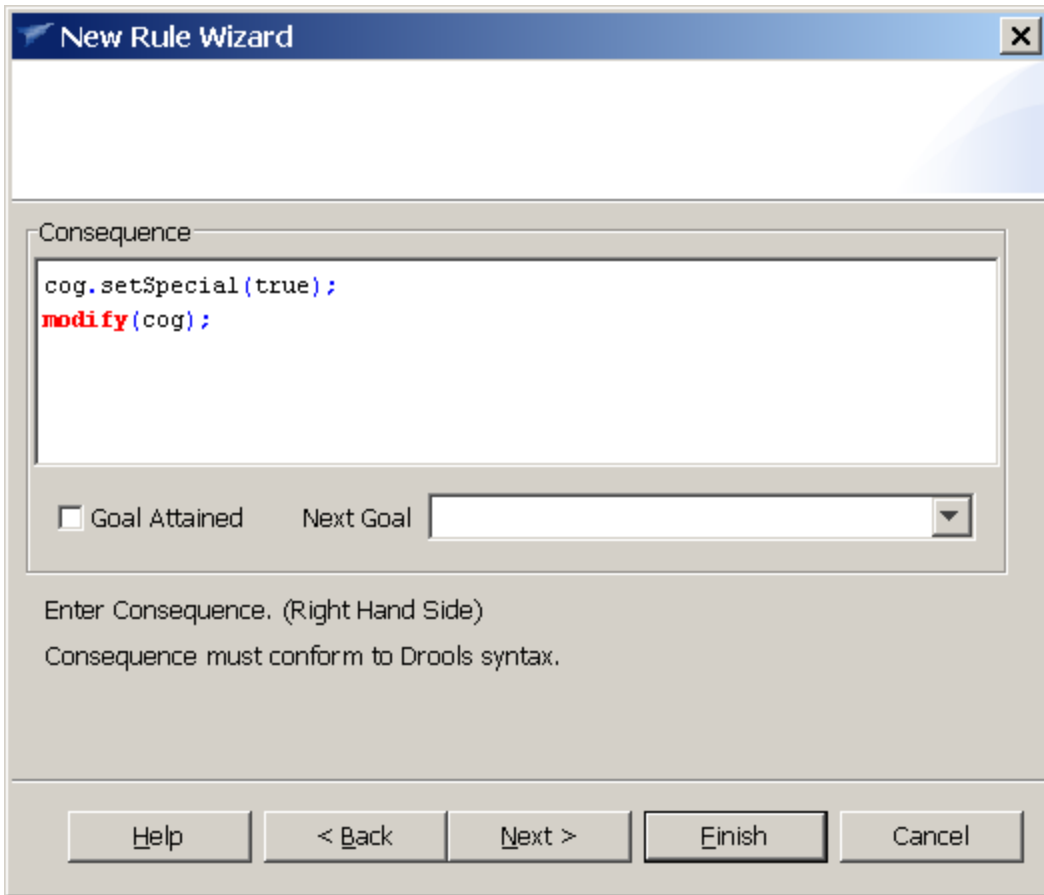 New Rule Wizard
Consequence
cog.setSpecial(true);
modify(cog);
Goal Attained Next Goal
Enter Consequence. (Right Hand Side)
Consequence must conform to Drools syntax.
Help < Back Next > Finish Cancel